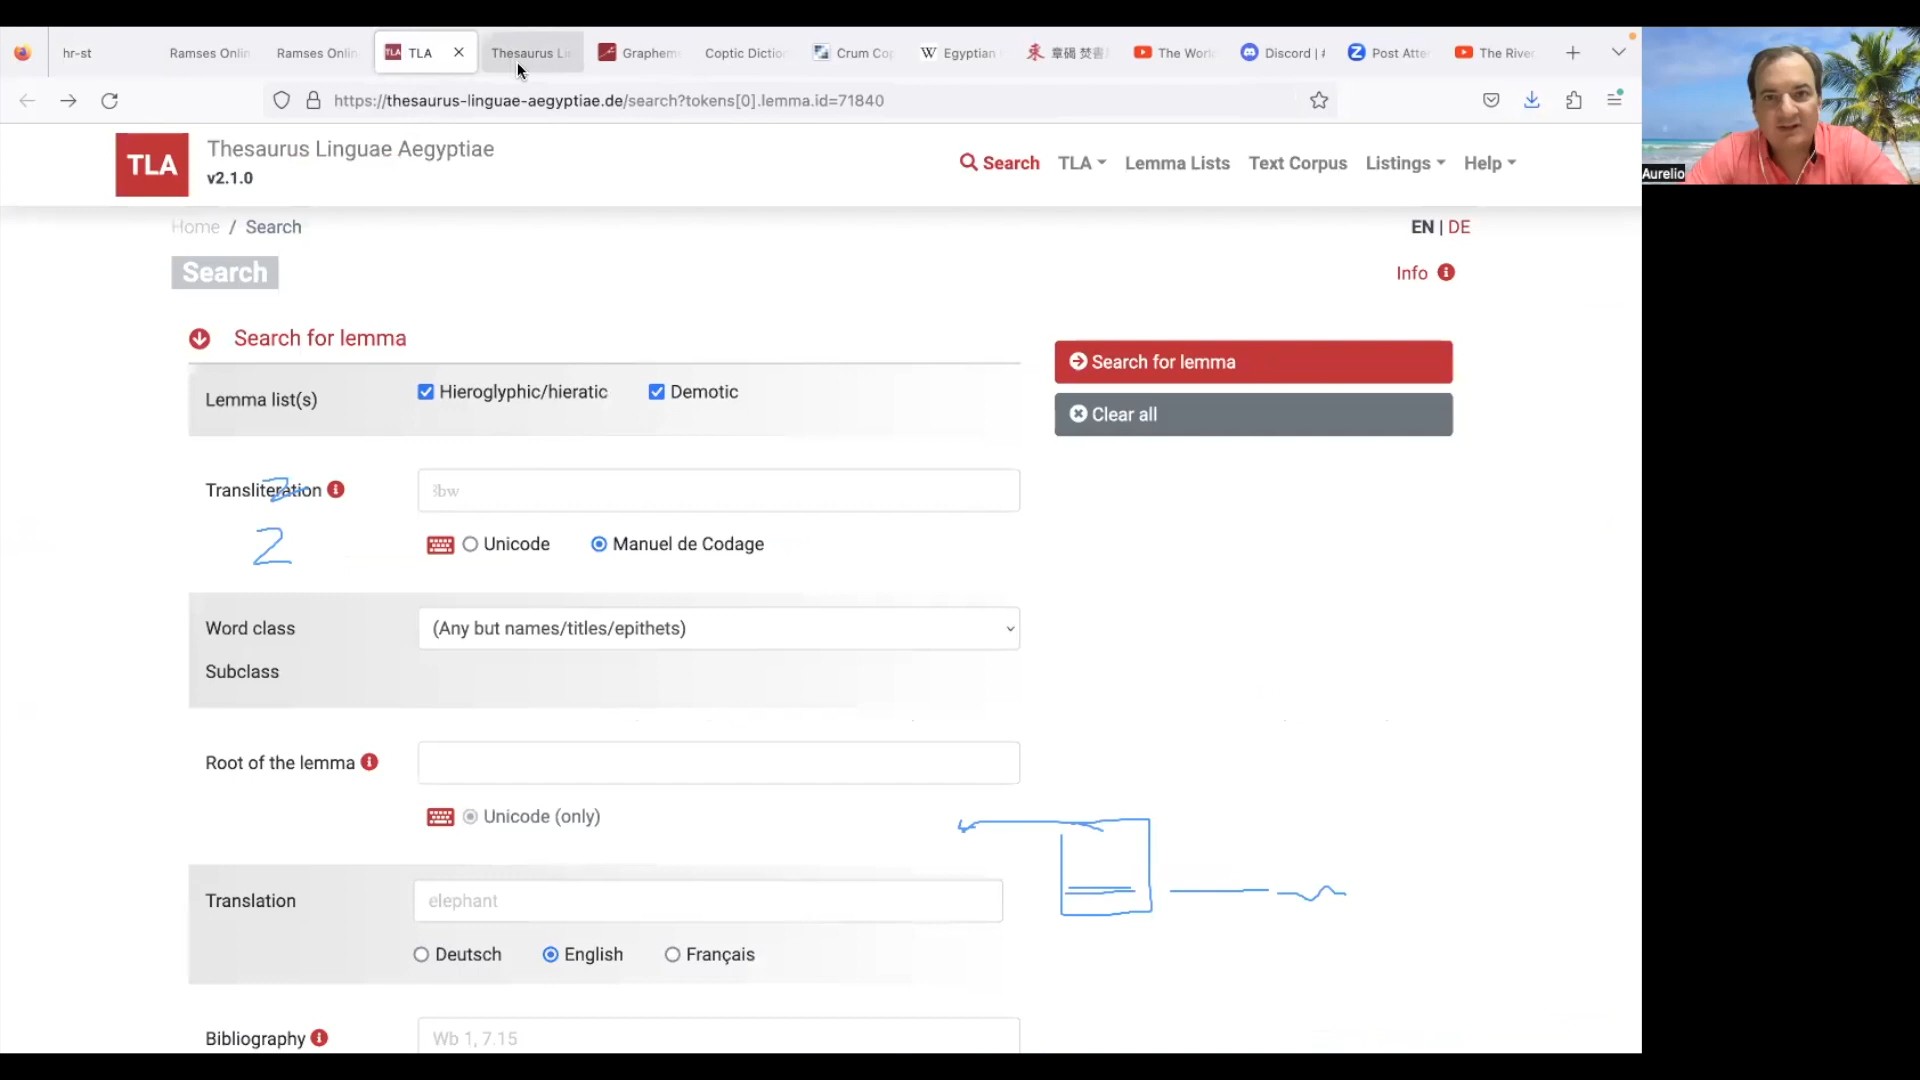 hr-st
Ramses Onlin
Ramses Onlin
TLA TLA
Thesaurus Li
Graphem
Coptic Dictio
Crum Co
W Egyptian
The Worl
Discord | #
Z Post Atte
The River
https://thesaurus-linguae-aegyptiae.de/search?tokens[0].lemma.id=71840
Aurelio
TLA
Thesaurus Linguae Aegyptiae
v2.1.0
Search TLA Lemma Lists Text Corpus Listings Help
Home / Search
EN | DE
Search
Info
Search for lemma
Search for lemma
Lemma list(s) Hieroglyphic/hieratic Demotic
Clear all
Transliteration ꜣbw
Unicode Manuel de Codage
Word class (Any but names/titles/epithets)
Subclass
Root of the lemma
Unicode (only)
Translation elephant
Deutsch English Français
Bibliography Wb 1, 7.15